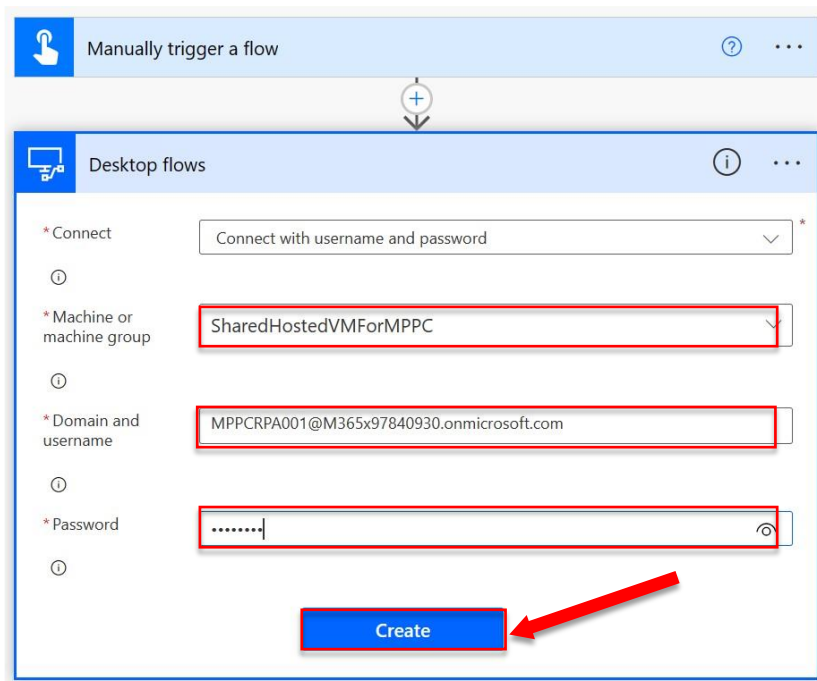 Manually trigger a flow
Desktop flows
*Connect
Connect with username and password
*
*Machine or
machine group
SharedHostedVMForMPPC
*Domain and
username
MPPCRPA001@M365x97840930.onmicrosoft.com
*Password
••••••••
Create